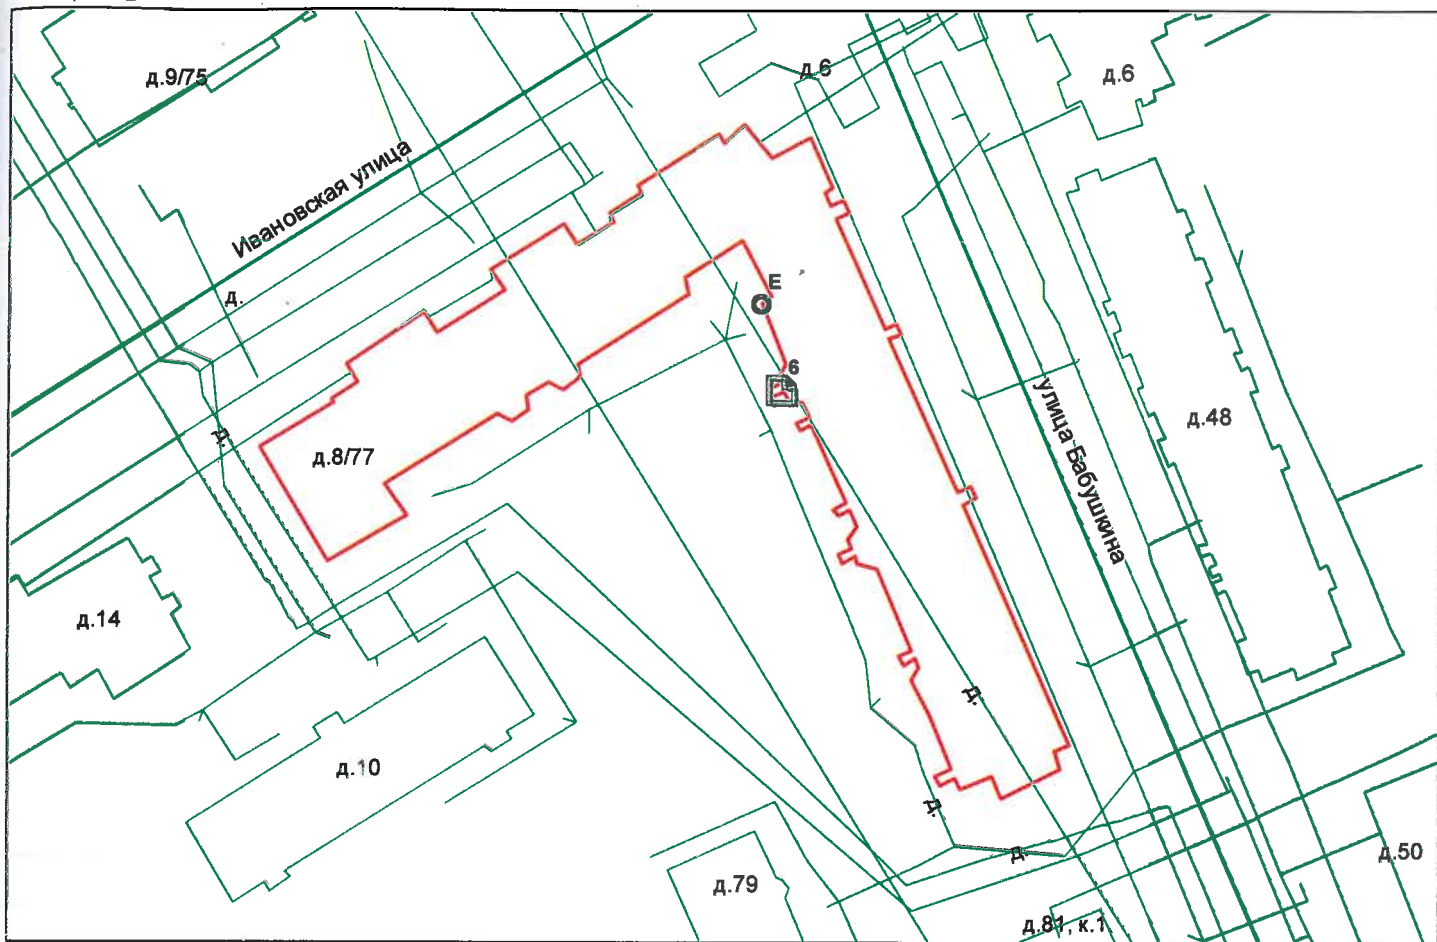 д.9/75
д.6
д.6
Ивановская улица
Е
д.
6
д.
д.8/77
улица Бабушкина
д.48
д.14
д.
д.10
д.
д.
д.79
д.50
д.81, к.1